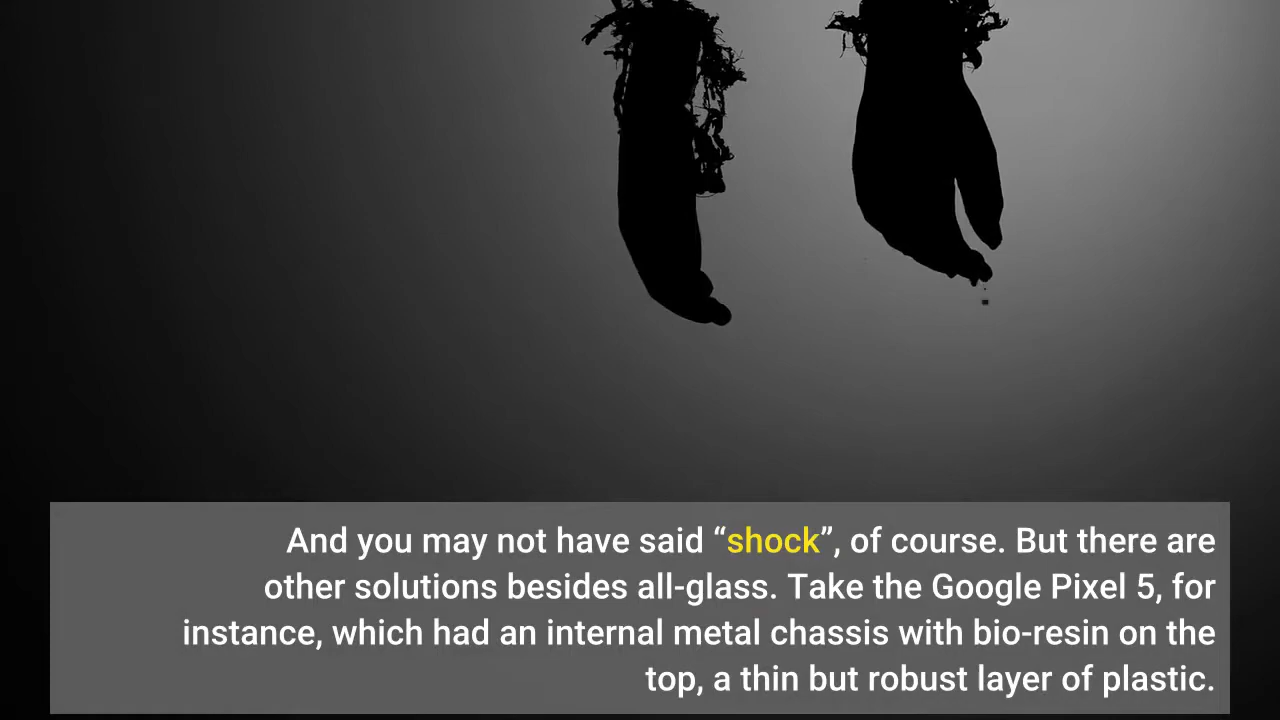 And you may not have said “shock”, of course. But there are
other solutions besides all-glass. Take the Google Pixel 5, for
instance, which had an internal metal chassis with bio-resin on the
top, a thin but robust layer of plastic.